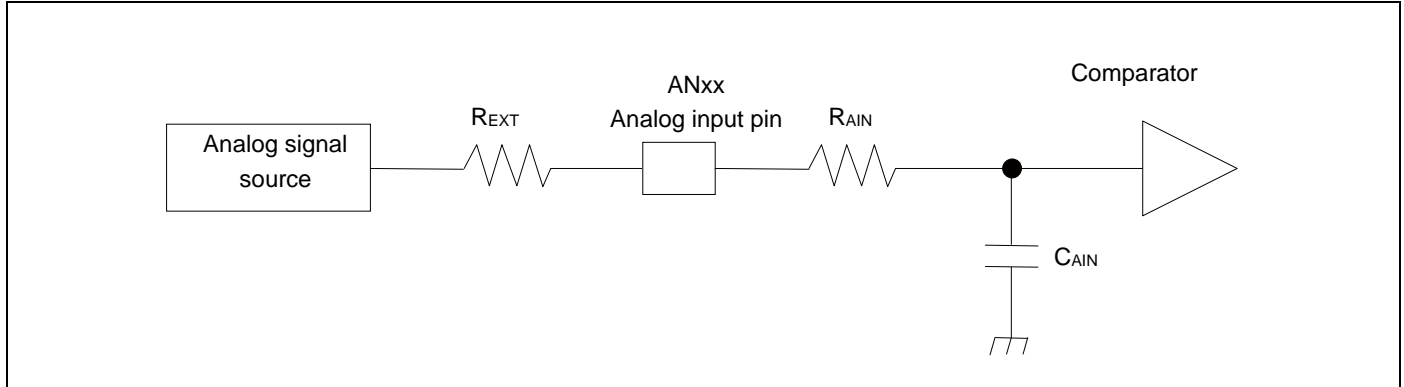 Comparator
ANxx
Analog input pin
REXT
RAIN
Analog signal
source
CAIN